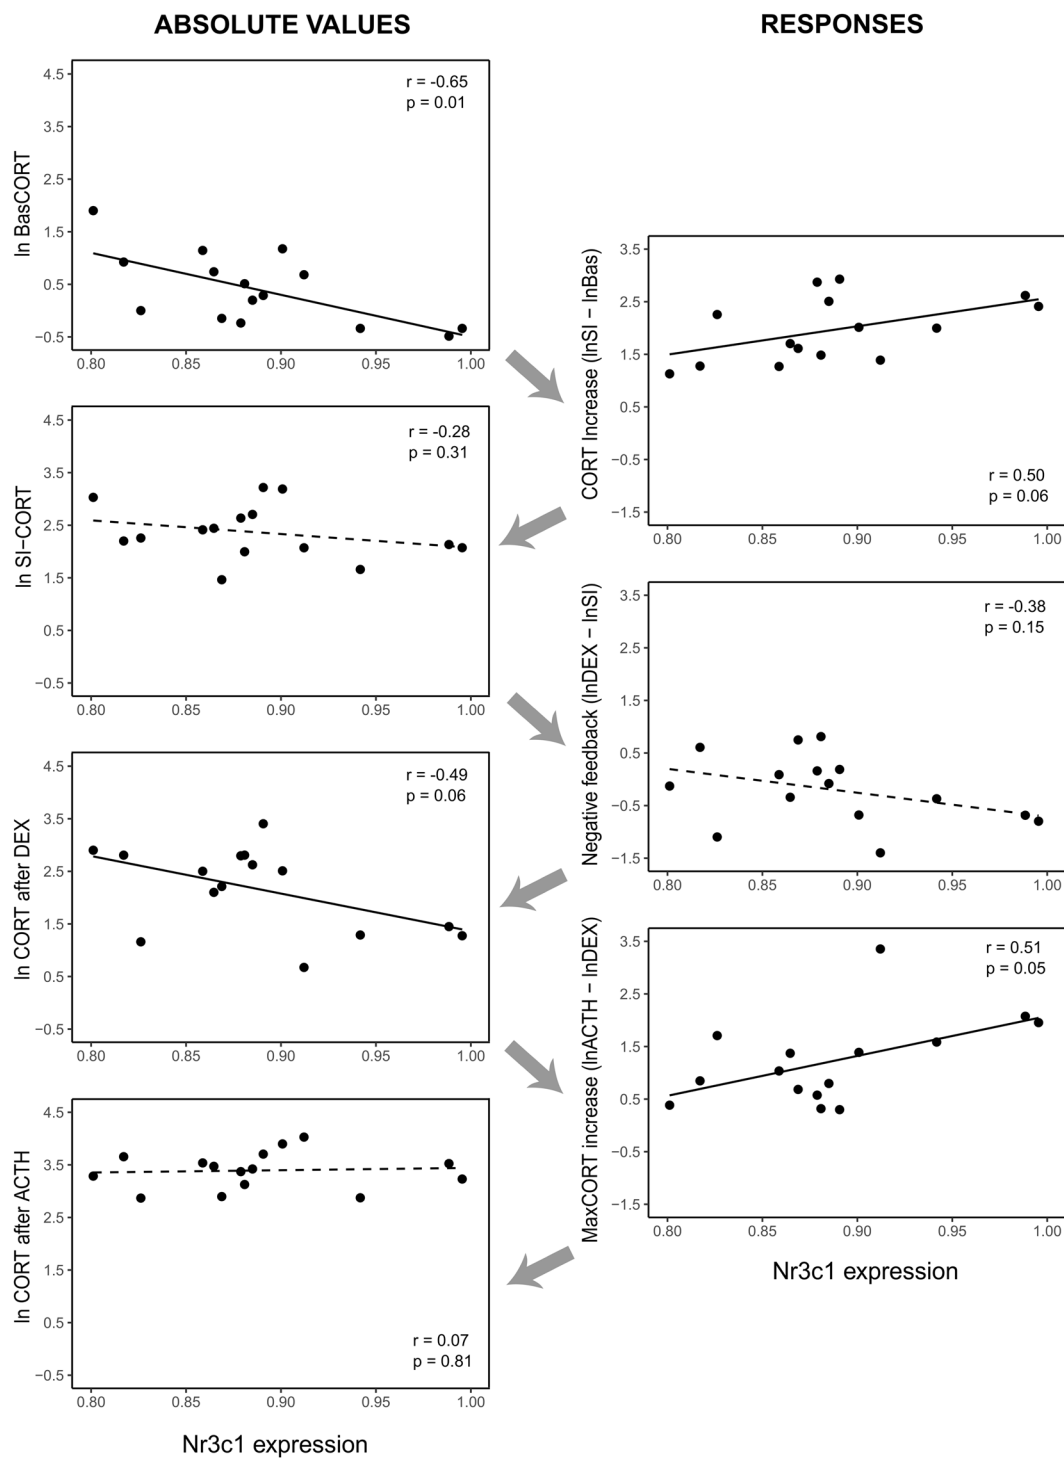 ABSOLUTE VALUES
RESPONSES
ln BasCORT
4.5
3.5
2.5
1.5
0.5
−0.5
r = -0.65
p = 0.01
0.80 0.85 0.90 0.95 1.00
CORT Increase (lnSI − lnBas)
3.5
2.5
1.5
0.5
−0.5
−1.5
r = 0.50
p = 0.06
0.80 0.85 0.90 0.95 1.00
ln SI−CORT
4.5
3.5
2.5
1.5
0.5
−0.5
r = -0.28
p = 0.31
0.80 0.85 0.90 0.95 1.00
Negative feedback (lnDEX − lnSI)
3.5
2.5
1.5
0.5
−0.5
−1.5
r = -0.38
p = 0.15
0.80 0.85 0.90 0.95 1.00
ln CORT after DEX
4.5
3.5
2.5
1.5
0.5
−0.5
r = -0.49
p = 0.06
0.80 0.85 0.90 0.95 1.00
MaxCORT increase (lnACTH − lnDEX)
3.5
2.5
1.5
0.5
−0.5
−1.5
r = 0.51
p = 0.05
0.80 0.85 0.90 0.95 1.00
Nr3c1 expression
ln CORT after ACTH
4.5
3.5
2.5
1.5
0.5
−0.5
r = 0.07
p = 0.81
0.80 0.85 0.90 0.95 1.00
Nr3c1 expression